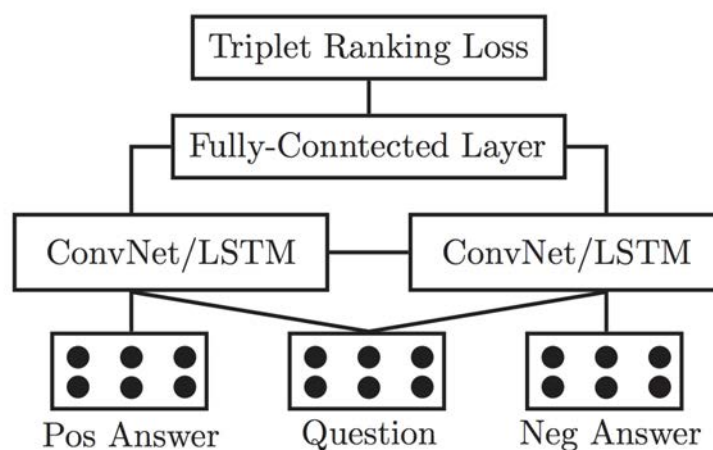 Triplet Ranking Loss
Fully-Conntected Layer
ConvNet/LSTM ConvNet/LSTM
Pos Answer Question Neg Answer